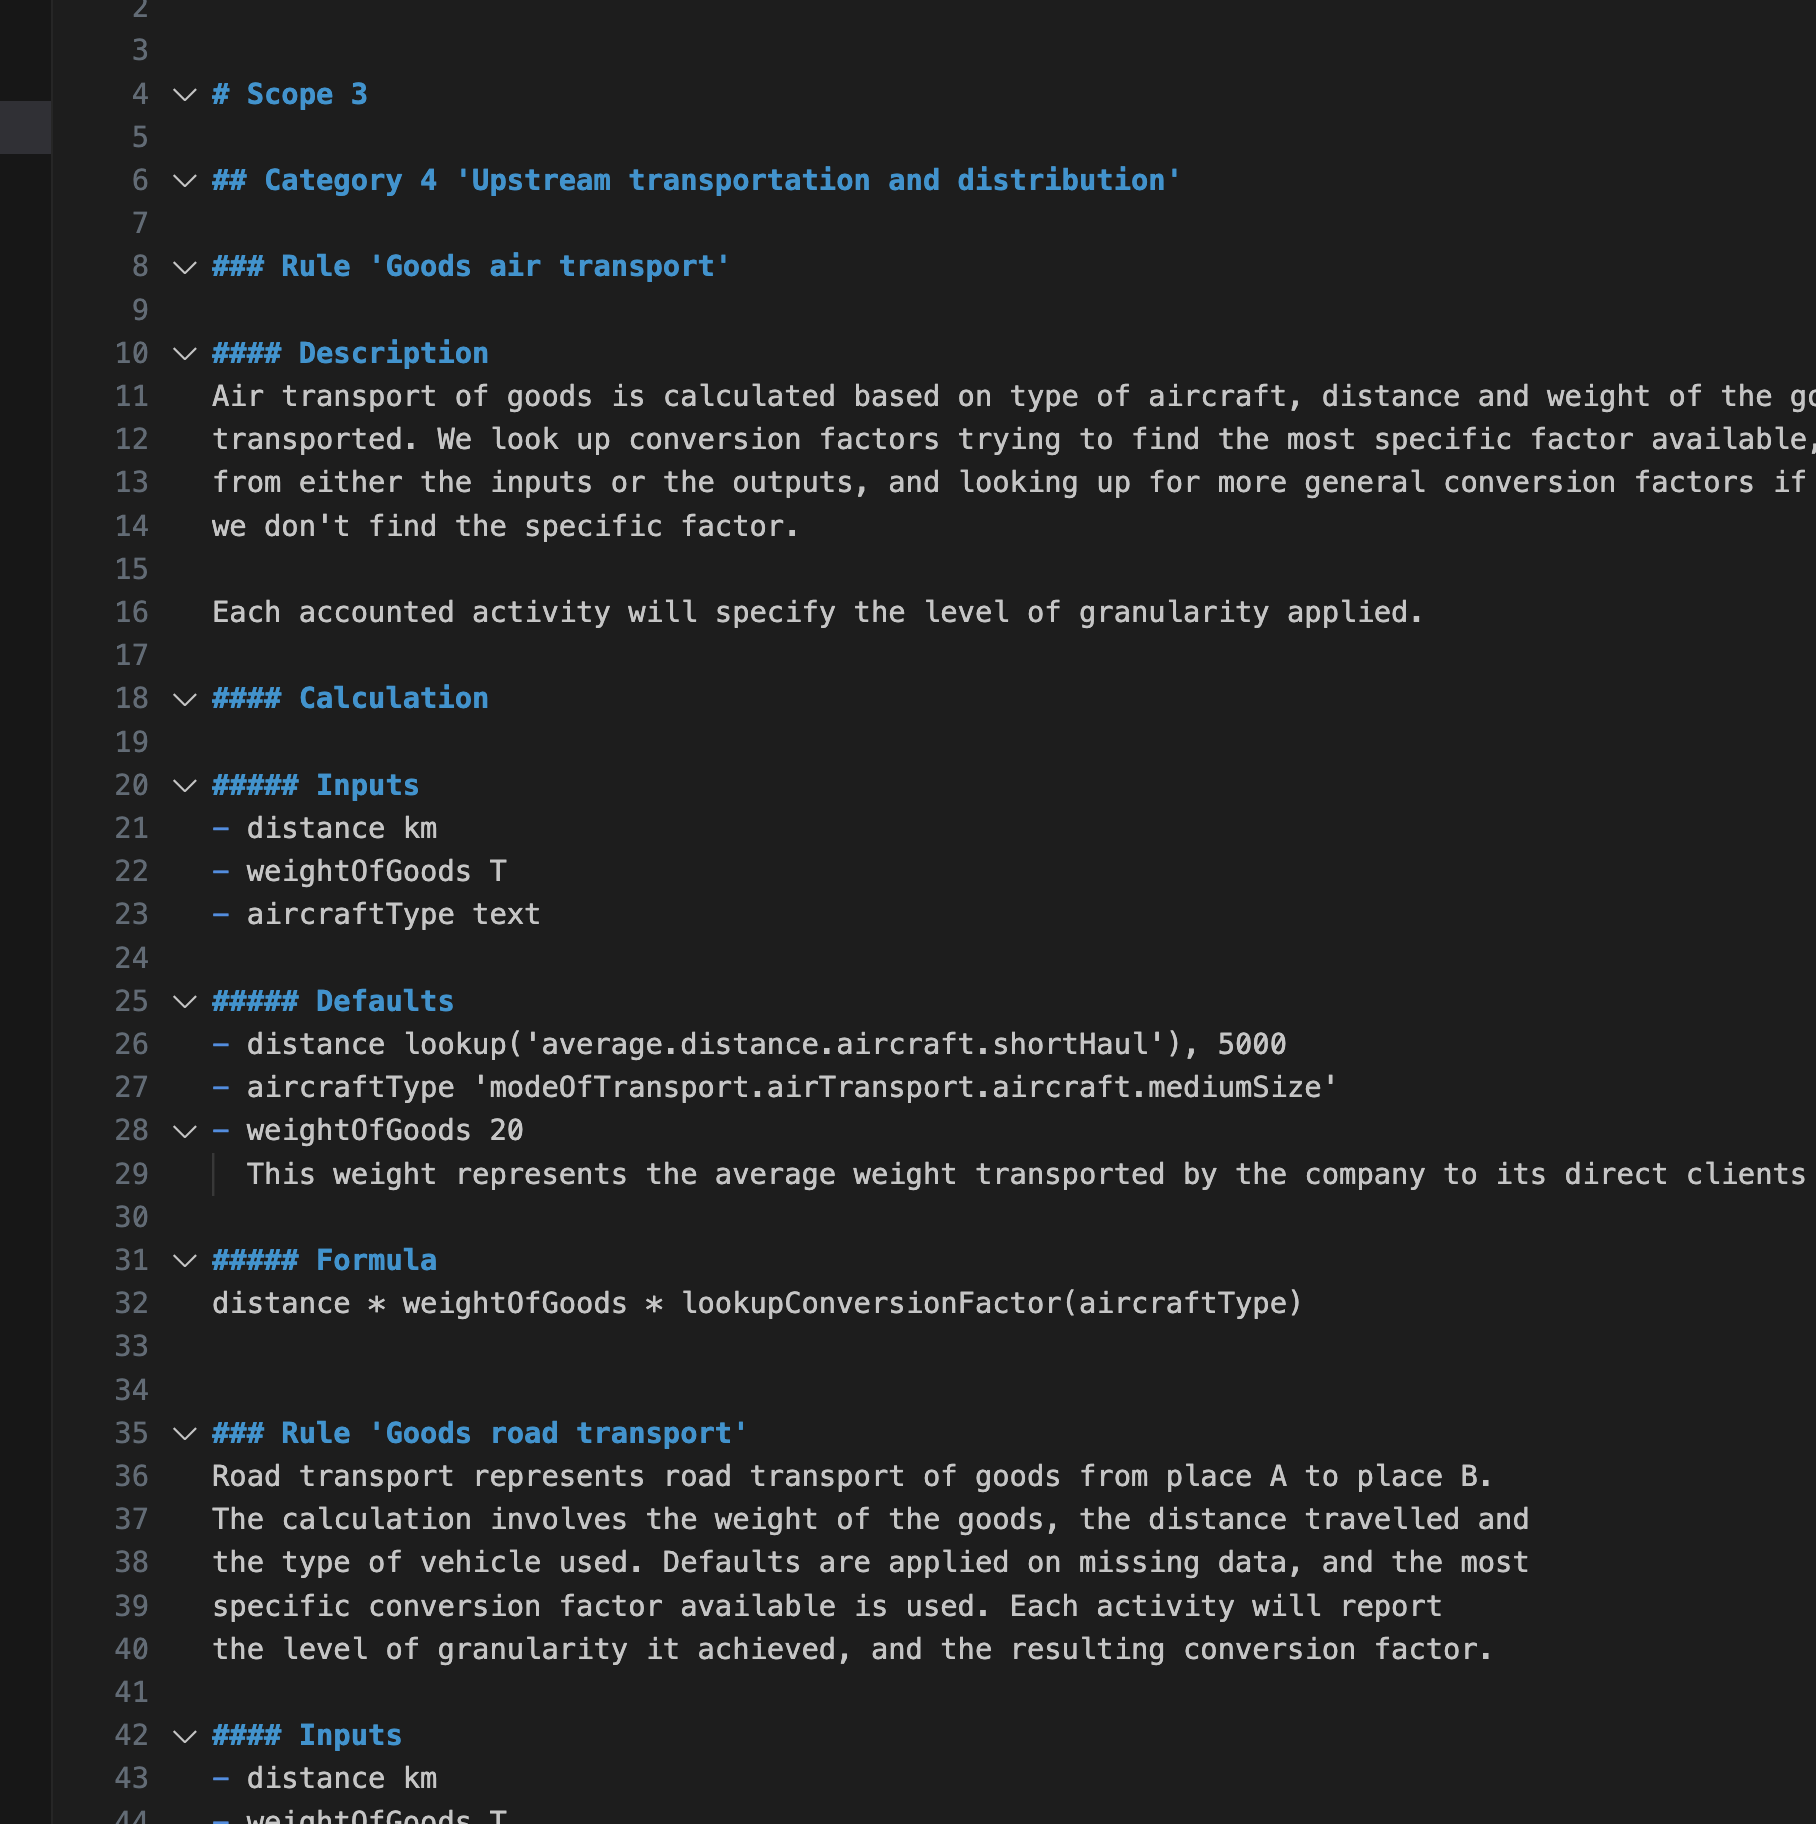 2
3
4 # Scope 3
5
6 ## Category 4 'Upstream transportation and distribution'
7
8 ### Rule 'Goods air transport'
9
10 #### Description
11 Air transport of goods is calculated based on type of aircraft, distance and weight of the
12 transported. We look up conversion factors trying to find the most specific factor available,
13 from either the inputs or the outputs, and looking up for more general conversion factors if
14 we don't find the specific factor.
15
16 Each accounted activity will specify the level of granularity applied.
17
18 #### Calculation
19
20 ##### Inputs
21 - distance km
22 - weightOfGoods T
23 - aircraftType text
24
25 ##### Defaults
26 - distance lookup('average.distance.aircraft.shortHaul'), 5000
27 - aircraftType 'modeOfTransport.airTransport.aircraft.mediumSize'
28 - weightOfGoods 20
29 This weight represents the average weight transported by the company to its direct clients
30
31 ##### Formula
32 distance * weightOfGoods * lookupConversionFactor(aircraftType)
33
34
35 ### Rule 'Goods road transport'
36 Road transport represents road transport of goods from place A to place B.
37 The calculation involves the weight of the goods, the distance travelled and
38 the type of vehicle used. Defaults are applied on missing data, and the most
39 specific conversion factor available is used. Each activity will report
40 the level of granularity it achieved, and the resulting conversion factor.
41
42 #### Inputs
43 - distance km
44 - weightOfGoods T